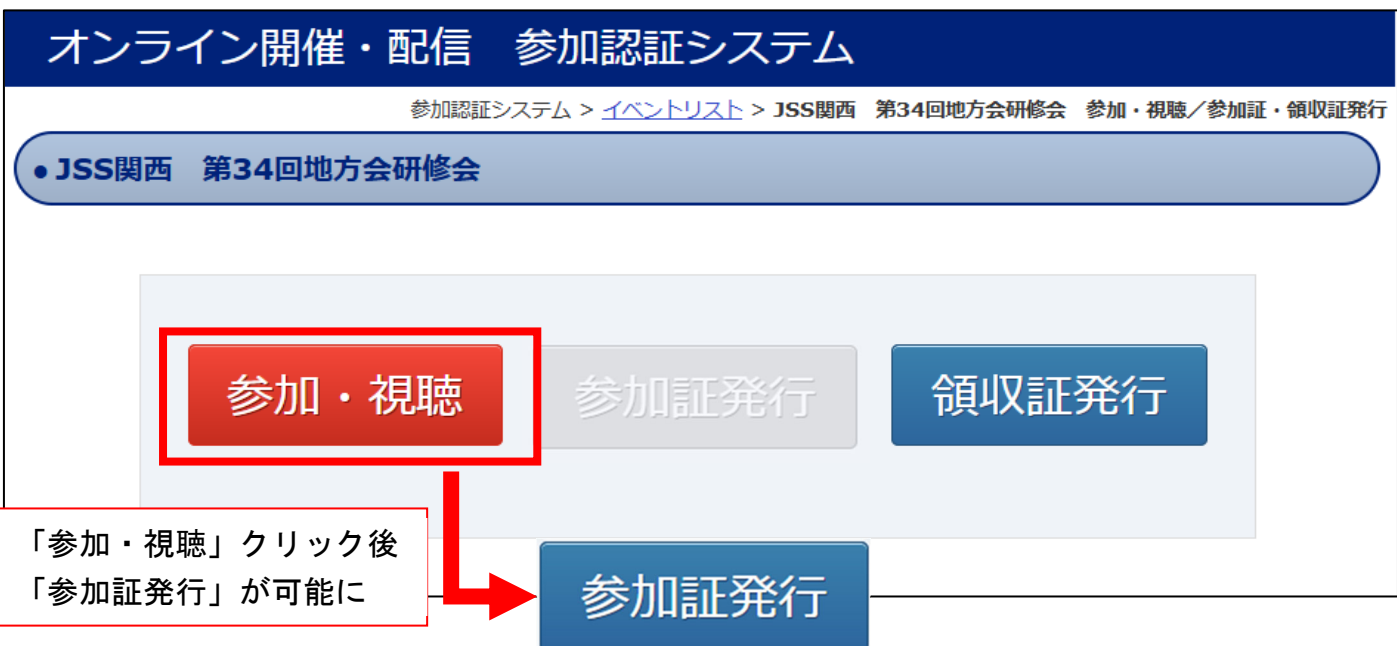 オンライン開催・配信　参加認証システム
参加認証システム > イベントリスト > JSS関西　第34回地方会研修会　参加・視聴／参加証・領収証発行
●JSS関西　第34回地方会研修会
参加・視聴
参加証発行
領収証発行
「参加・視聴」クリック後
「参加証発行」が可能に
参加証発行